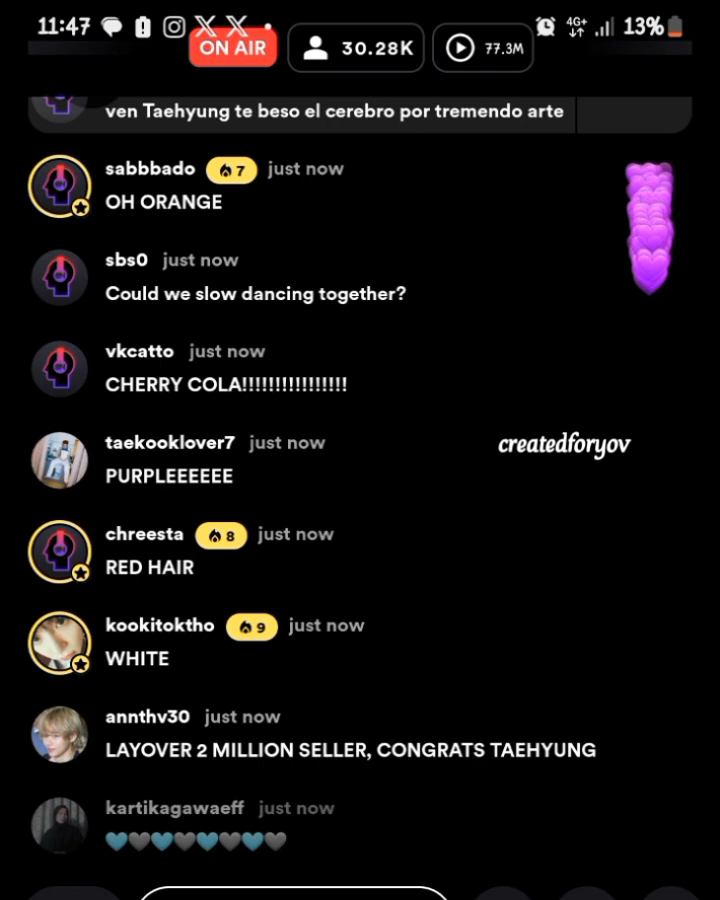 11:47
4G+
13%
ON AIR
30.28K
77.3M
ven Taehyung te beso el cerebro por tremendo arte
sabbbado 7 just now
OH ORANGE
sbs0 just now
Could we slow dancing together?
vkcatto just now
CHERRY COLA!!!!!!!!!!!!!!!!
taekooklover7 just now
createdforyov
PURPLEEEEEE
chreesta 8 just now
RED HAIR
kookitoktho 9 just now
WHITE
annthv30 just now
LAYOVER 2 MILLION SELLER, CONGRATS TAEHYUNG
kartikagawaeff just now
🩵🩶🩵🩶🩵🩶🩵🩶